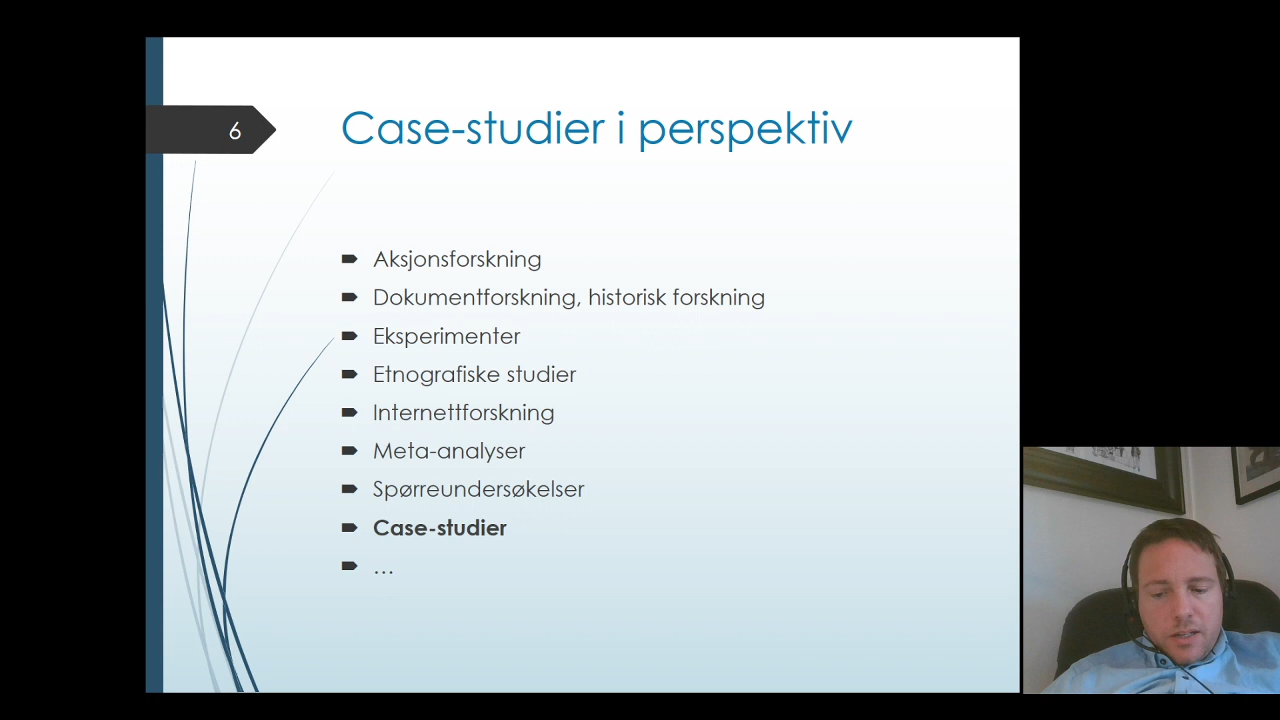 6
Case-studier i perspektiv
Aksjonsforskning
Dokumentforskning, historisk forskning
Eksperimenter
Etnografiske studier
Internettforskning
Meta-analyser
Spørreundersøkelser
Case-studier
…